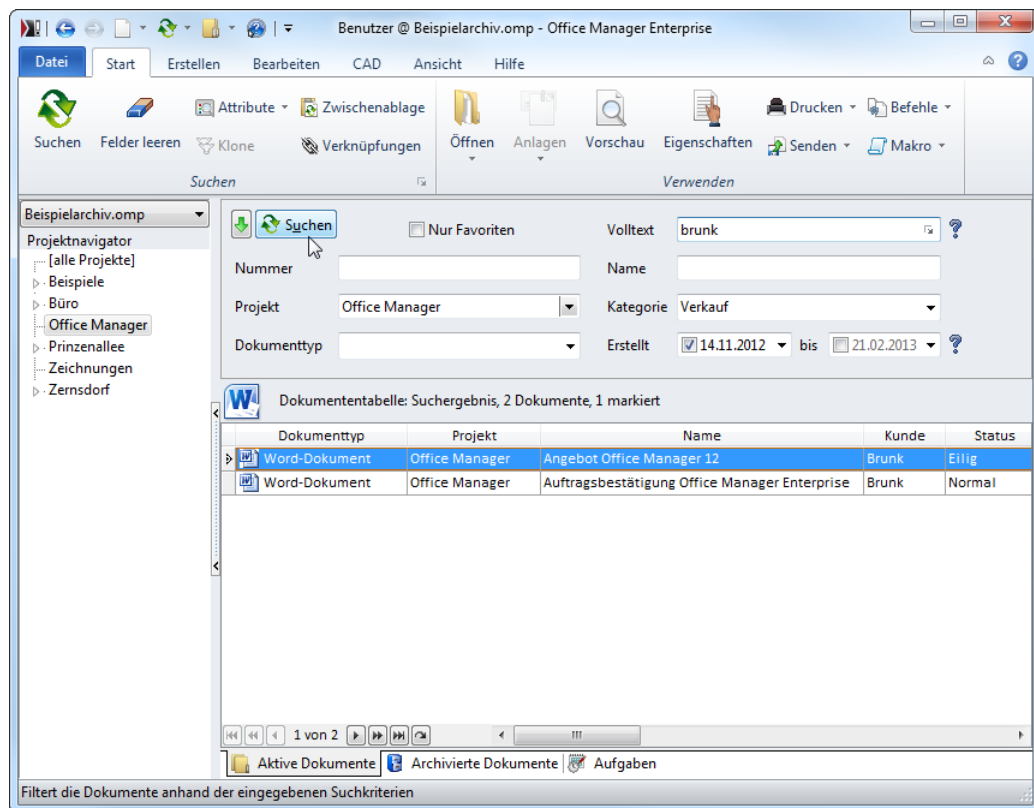 Benutzer @ Beispielarchiv.omp - Office Manager Enterprise
Datei Start Erstellen Bearbeiten CAD Ansicht Hilfe
Suchen Felder leeren Attribute Klone Zwischenablage Verknüpfungen Öffnen Anlagen Vorschau Eigenschaften Drucken Senden Befehle Makro
Suchen Verwenden
Beispielarchiv.omp
Projektnavigator
[alle Projekte]
Beispiele
Büro
Office Manager
Prinzenallee
Zeichnungen
Zernsdorf
Suchen Nur Favoriten Volltext brunk
Nummer Name
Projekt Office Manager Kategorie Verkauf
Dokumenttyp Erstellt 14.11.2012 bis 21.02.2013
Dokumententabelle: Suchergebnis, 2 Dokumente, 1 markiert
Dokumenttyp Projekt Name Kunde Status
Word-Dokument Office Manager Angebot Office Manager 12 Brunk Eilig
Word-Dokument Office Manager Auftragsbestätigung Office Manager Enterprise Brunk Normal
1 von 2
Aktive Dokumente Archivierte Dokumente Aufgaben
Filtert die Dokumente anhand der eingegebenen Suchkriterien